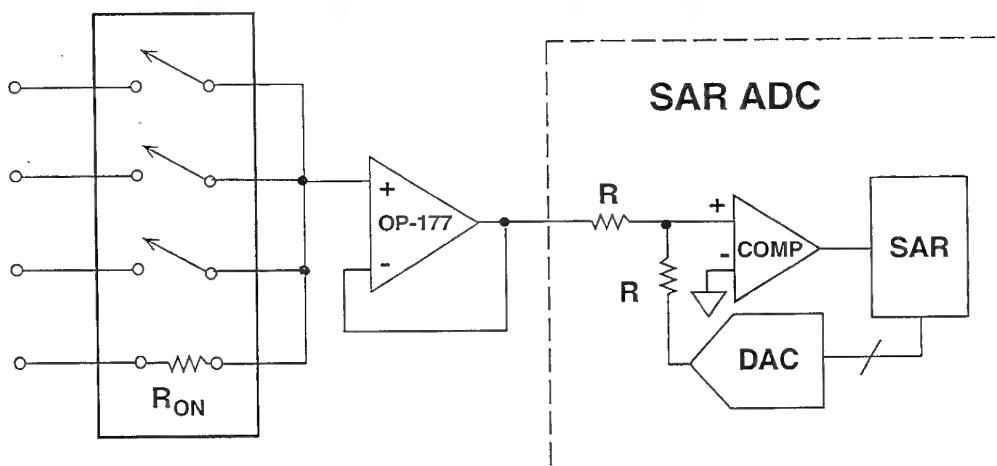 SAR ADC
R
+
+
OP-177
COMP
SAR
-
-
R
DAC
R_ON